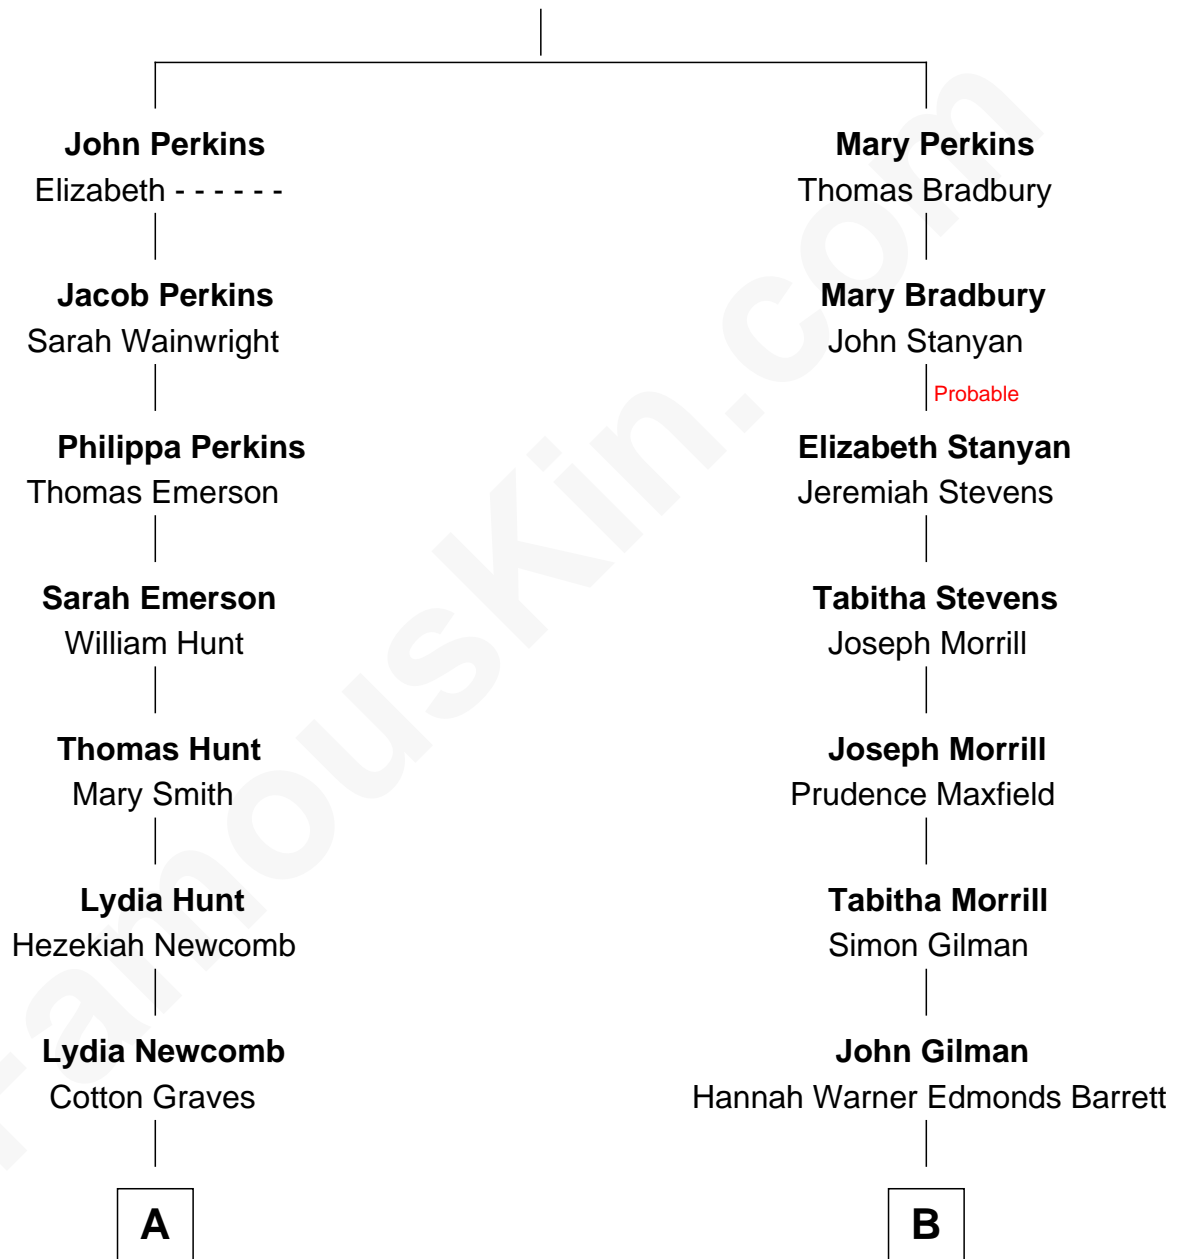 John Perkins
Elizabeth - - - - - -
Mary Perkins
Thomas Bradbury
Jacob Perkins
Sarah Wainwright
Mary Bradbury
John Stanyan
Probable
Philippa Perkins
Thomas Emerson
Elizabeth Stanyan
Jeremiah Stevens
Sarah Emerson
William Hunt
Tabitha Stevens
Joseph Morrill
Thomas Hunt
Mary Smith
Joseph Morrill
Prudence Maxfield
Lydia Hunt
Hezekiah Newcomb
Tabitha Morrill
Simon Gilman
Lydia Newcomb
Cotton Graves
John Gilman
Hannah Warner Edmonds Barrett
A
B
FamousKin.com